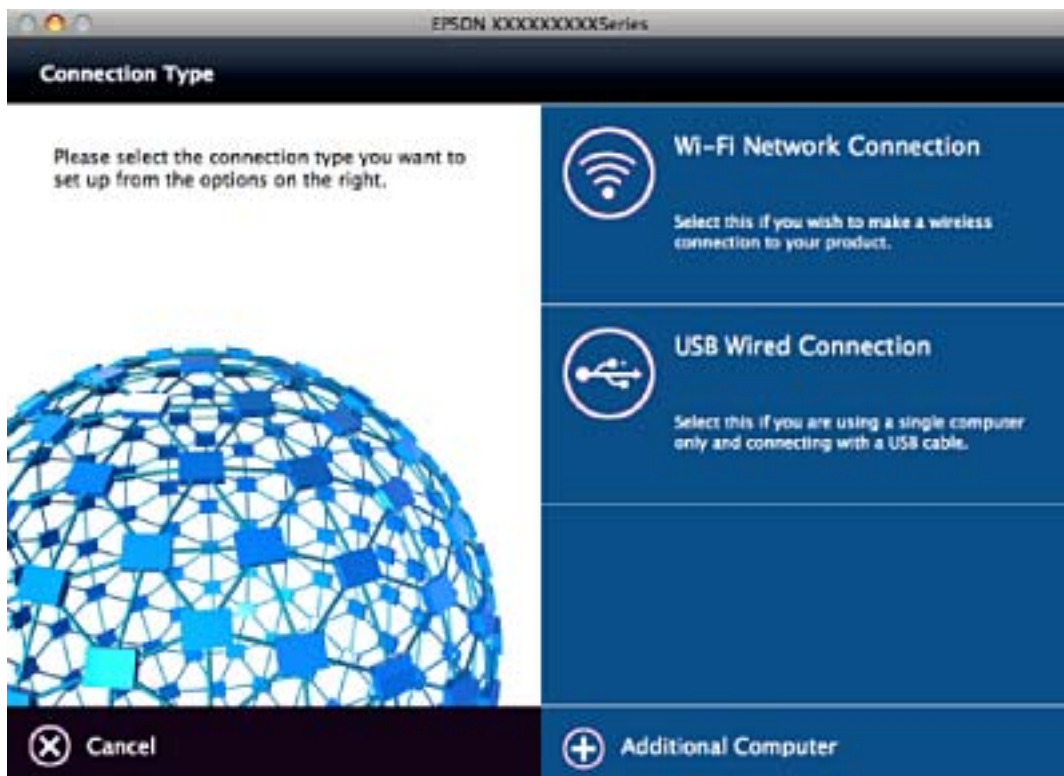 EPSON XXXXXXXXXSeries
Connection Type
Please select the connection type you want to
set up from the options on the right.
Wi-Fi Network Connection
Select this if you wish to make a wireless
connection to your product.
USB Wired Connection
Select this if you are using a single computer
only and connecting with a USB cable.
Cancel
Additional Computer